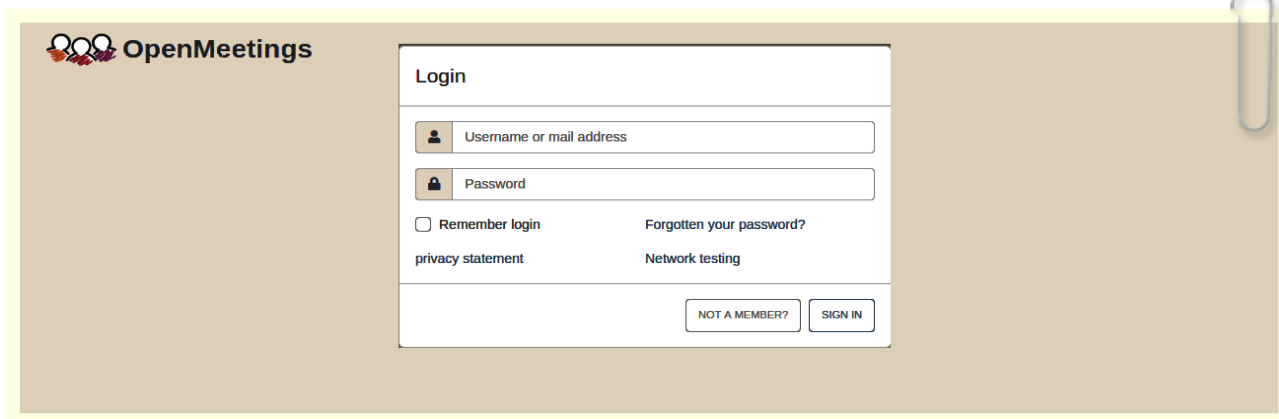 OpenMeetings
Login
Username or mail address
Password
Remember login Forgotten your password?
privacy statement Network testing
NOT A MEMBER? SIGN IN